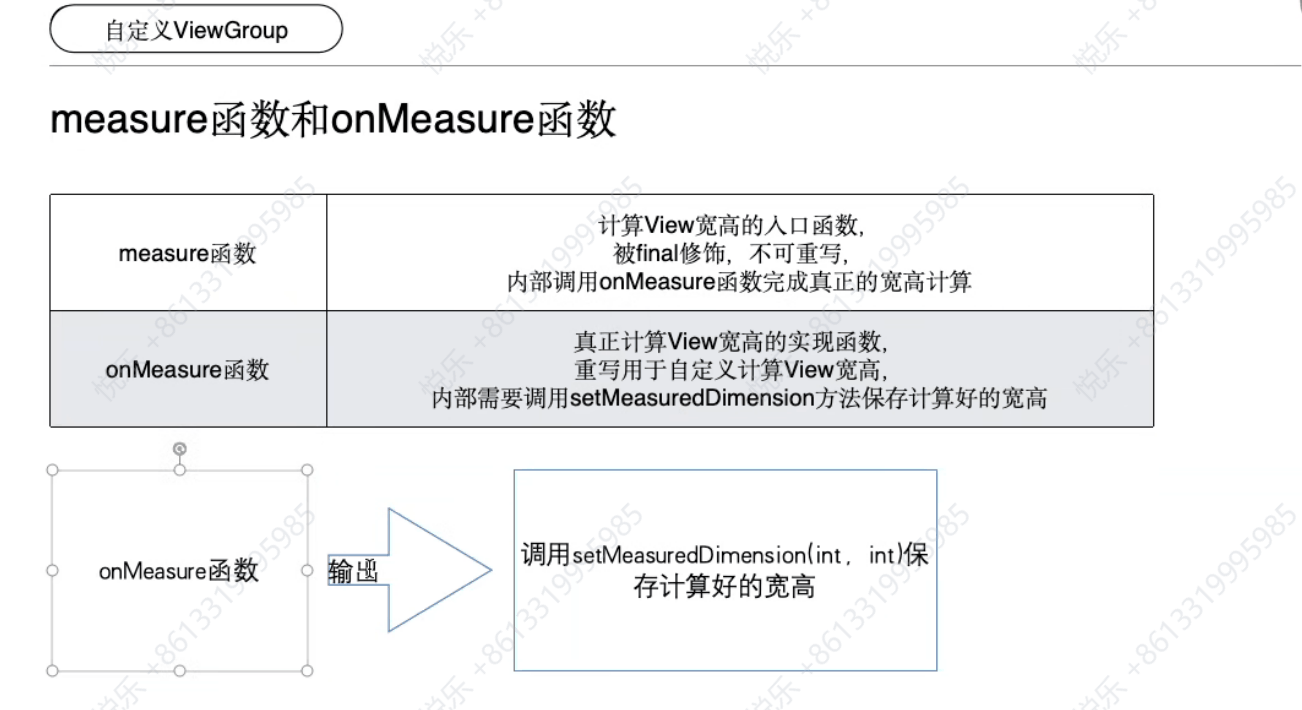 自定义ViewGroup
measure函数和onMeasure函数
measure函数
计算View宽高的入口函数,
被final修饰，不可重写,
内部调用onMeasure函数完成真正的宽高计算
onMeasure函数
真正计算View宽高的实现函数,
重写用于自定义计算View宽高,
内部需要调用setMeasuredDimension方法保存计算好的宽高
onMeasure函数
输出
调用setMeasuredDimension(int，int)保
存计算好的宽高
悦乐 +8613319995985